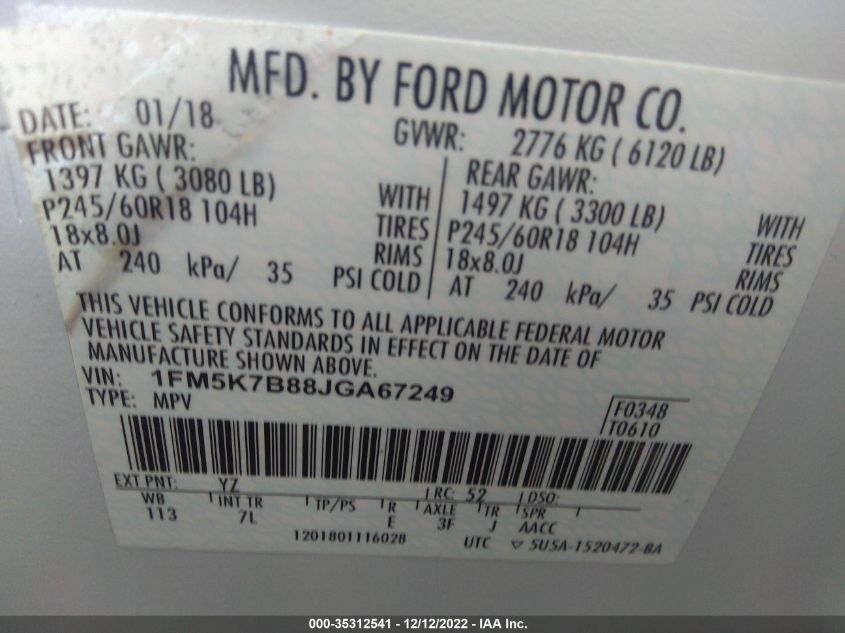 MFD. BY FORD MOTOR CO.
DATE: 01/18 GVWR: 2776 KG ( 6120 LB)
FRONT GAWR: REAR GAWR:
1397 KG ( 3080 LB) WITH 1497 KG ( 3300 LB) WITH
P245/60R18 104H TIRES P245/60R18 104H TIRES
18x8.0J RIMS 18x8.0J RIMS
AT 240 kPa/ 35 PSI COLD AT 240 kPa/ 35 PSI COLD
THIS VEHICLE CONFORMS TO ALL APPLICABLE FEDERAL MOTOR
VEHICLE SAFETY STANDARDS IN EFFECT ON THE DATE OF
MANUFACTURE SHOWN ABOVE.
VIN: 1FM5K7B88JGA67249
TYPE: MPV F0348
T0610
EXT PNT: YZ RC: 52 DSO:
WB INT TR TP/PS R AXLE TR SPR
113 7L E 3F J AACC
1201801116028 UTC ▽ 5U5A-1520472-BA
000-35312541 - 12/12/2022 - IAA Inc.